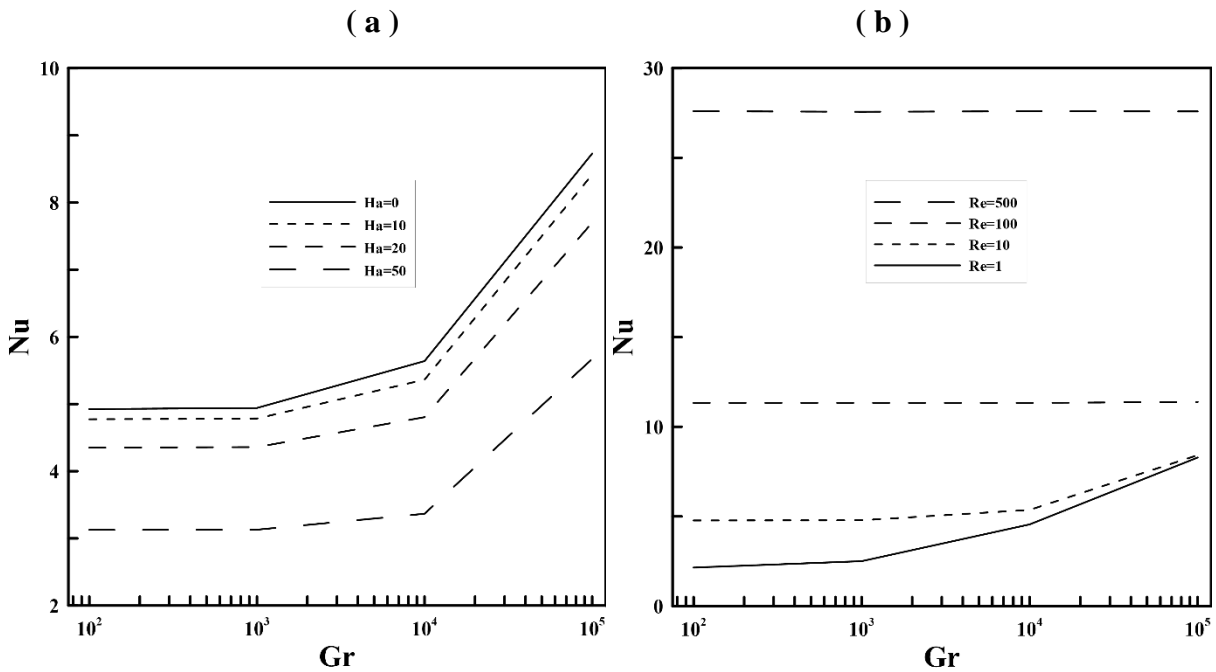 ( a )
10
8
6
4
2
Nu
Ha=0
Ha=10
Ha=20
Ha=50
10²
10³
10⁴
10⁵
Gr
( b )
30
20
10
0
Nu
Re=500
Re=100
Re=10
Re=1
10²
10³
10⁴
10⁵
Gr